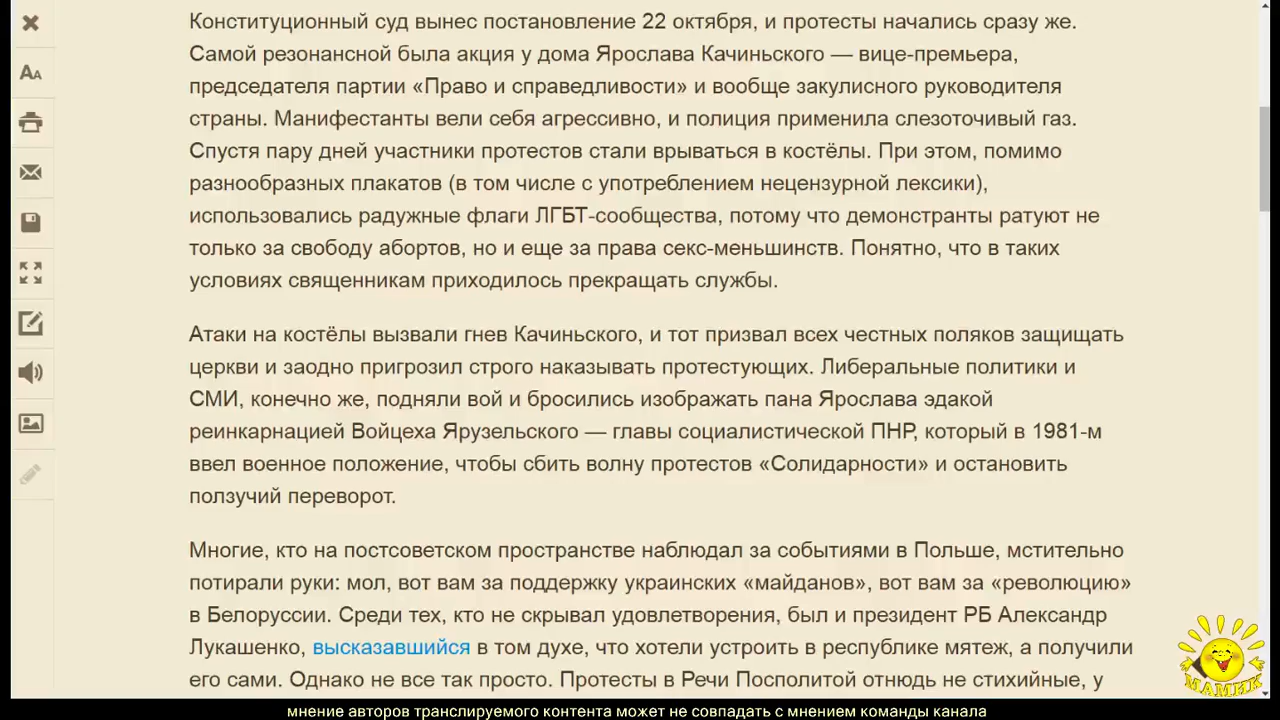 Конституционный суд вынес постановление 22 октября, и протесты начались сразу же.
Самой резонансной была акция у дома Ярослава Качиньского — вице-премьера,
председателя партии «Право и справедливости» и вообще закулисного руководителя
страны. Манифестанты вели себя агрессивно, и полиция применила слезоточивый газ.
Спустя пару дней участники протестов стали врываться в костёлы. При этом, помимо
разнообразных плакатов (в том числе с употреблением нецензурной лексики),
использовались радужные флаги ЛГБТ-сообщества, потому что демонстранты ратуют не
только за свободу абортов, но и еще за права секс-меньшинств. Понятно, что в таких
условиях священникам приходилось прекращать службы.
Атаки на костёлы вызвали гнев Качиньского, и тот призвал всех честных поляков защищать
церкви и заодно пригрозил строго наказывать протестующих. Либеральные политики и
СМИ, конечно же, подняли вой и бросились изображать пана Ярослава эдакой
реинкарнацией Войцеха Ярузельского — главы социалистической ПНР, который в 1981-м
ввел военное положение, чтобы сбить волну протестов «Солидарности» и остановить
ползучий переворот.
Многие, кто на постсоветском пространстве наблюдал за событиями в Польше, мстительно
потирали руки: мол, вот вам за поддержку украинских «майданов», вот вам за «революцию»
в Белоруссии. Среди тех, кто не скрывал удовлетворения, был и президент РБ Александр
Лукашенко, высказавшийся в том духе, что хотели устроить в республике мятеж, а получили
его сами. Однако не все так просто. Протесты в Речи Посполитой отнюдь не стихийные, у
МАМИК
мнение авторов транслируемого контента может не совпадать с мнением команды канала